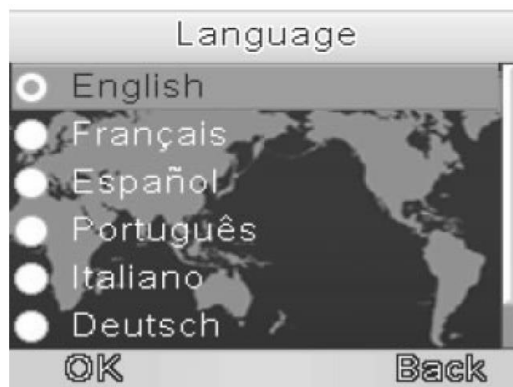 Language
English
Français
Español
Português
Italiano
Deutsch
OK Back